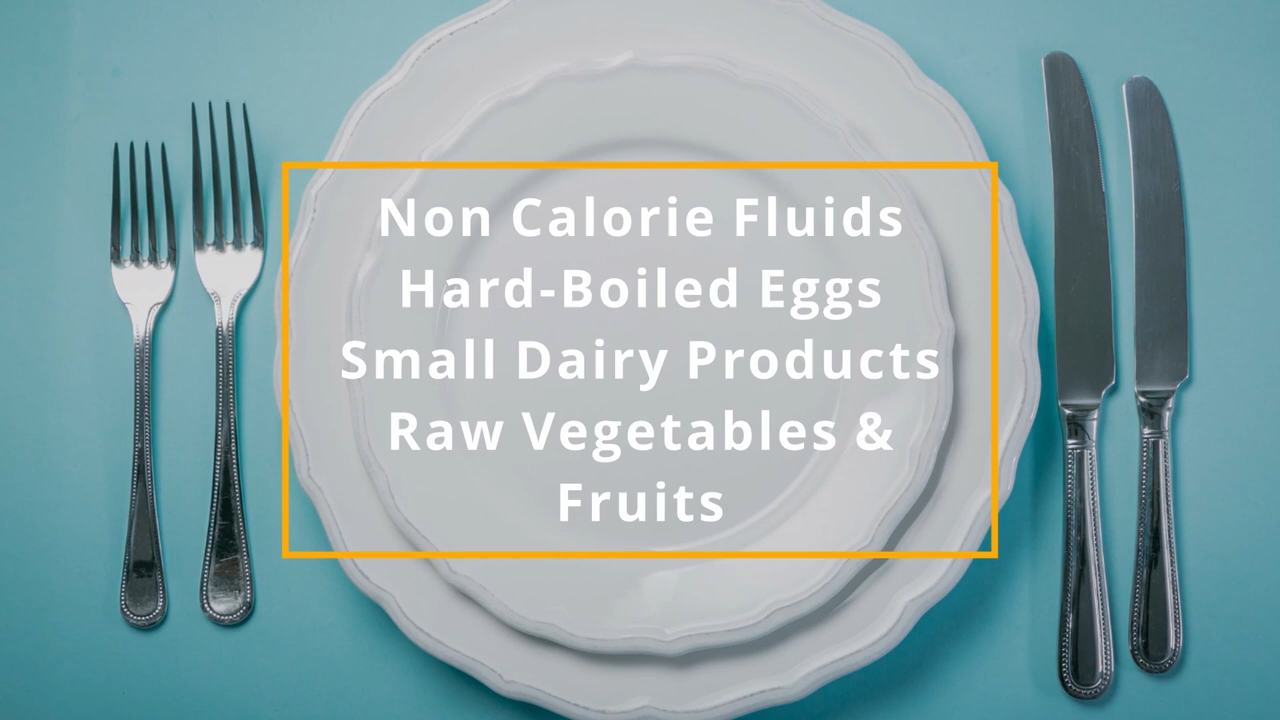 Non Calorie Fluids
Hard-Boiled Eggs
Small Dairy Products
Raw Vegetables &
Fruits